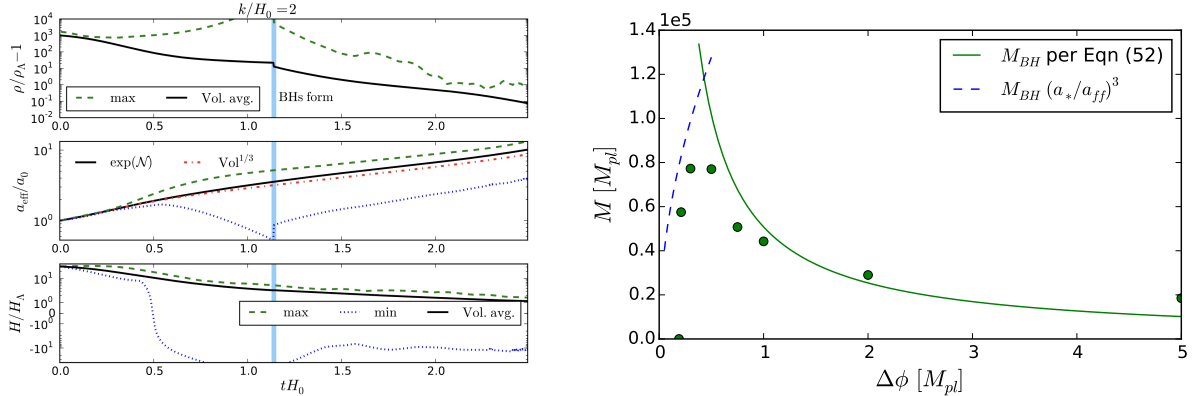 k/H₀ = 2
10⁴
10³
10²
10¹
10⁰
10⁻¹
10⁻²
ρ/ρ_Λ−1
max Vol. avg. BHs form
0.0 0.5 1.0 1.5 2.0
10¹
10⁰
a_eff/a₀
exp(𝒩) Vol^1/3
0.0 0.5 1.0 1.5 2.0
10¹
10⁰
0
-10⁰
-10¹
H/H_Λ
max min Vol. avg.
0.0 0.5 1.0 1.5 2.0
tH₀
1e5
1.4
1.2
1.0
0.8
0.6
0.4
0.2
0.0
M [M_pl]
M_BH per Eqn (52)
M_BH (a_*/a_ff)³
0 1 2 3 4 5
Δϕ [M_pl]